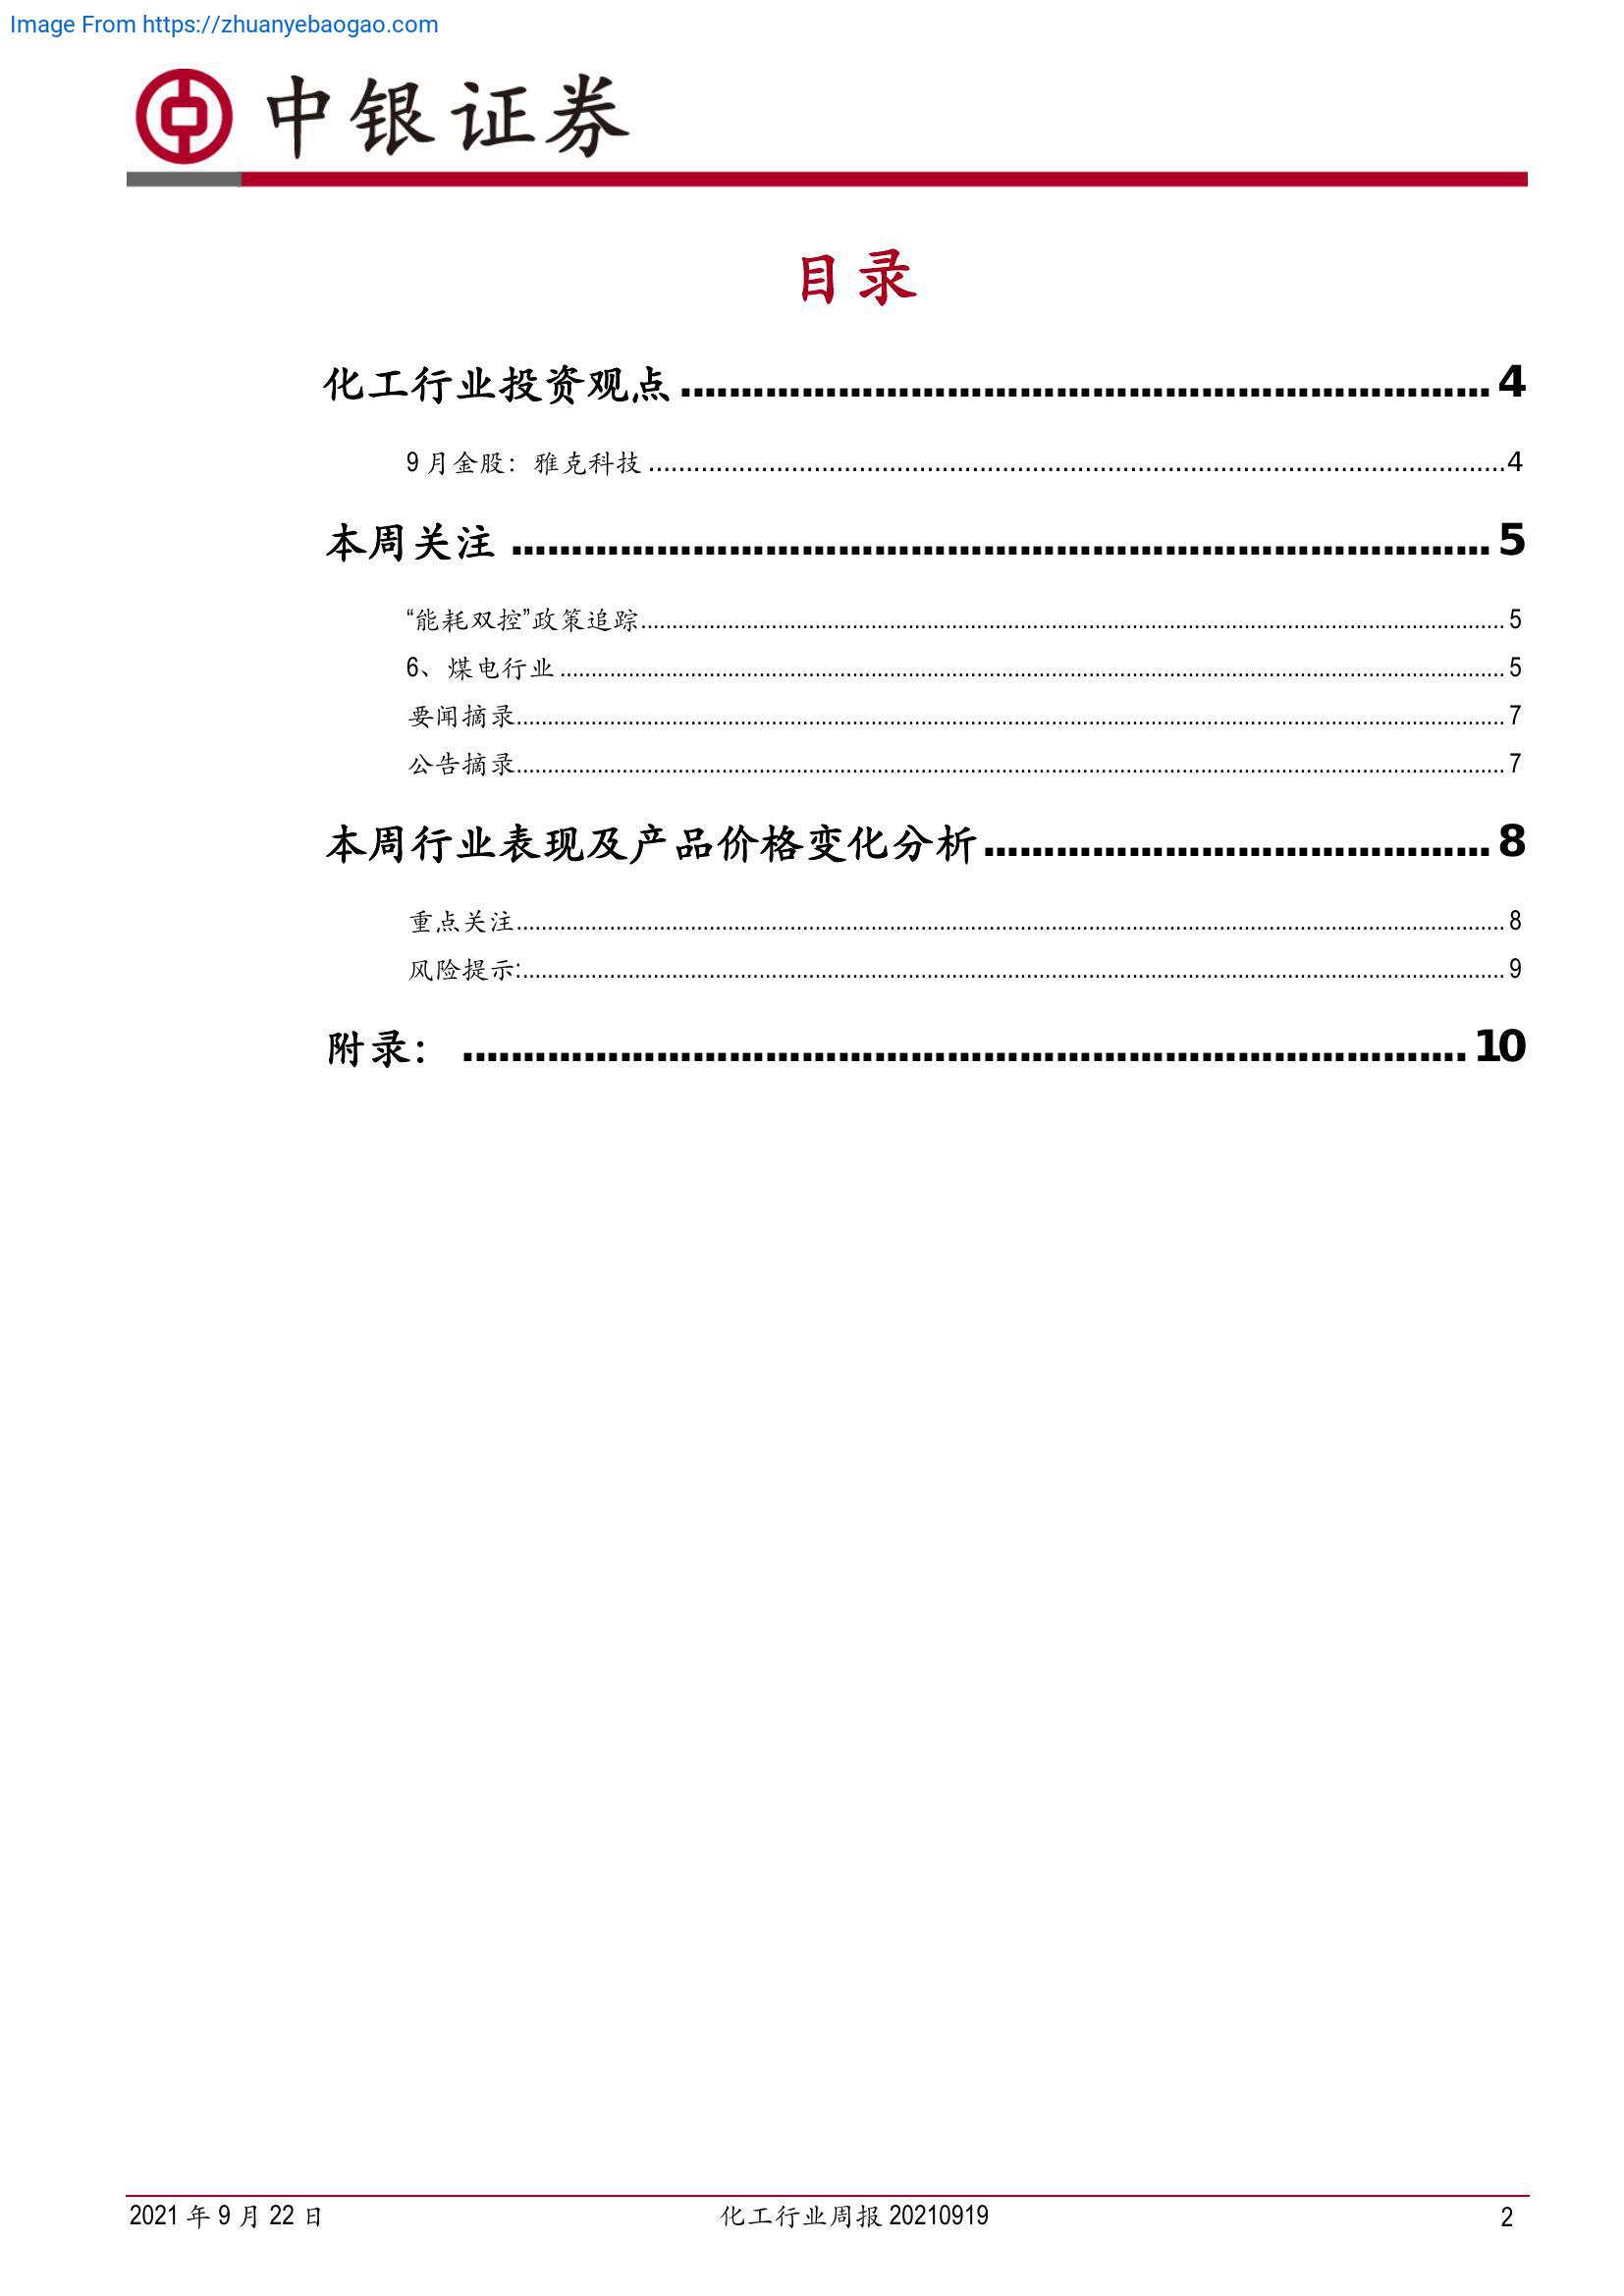 Image From https://zhuanyebaogao.com
中银证券
目录
化工行业投资观点 ........................................................ 4
9 月金股：雅克科技 ........................................................ 4
本周关注 ........................................................ 5
“能耗双控”政策追踪 ........................................................ 5
6、煤电行业 ........................................................ 5
要闻摘录 ........................................................ 7
公告摘录 ........................................................ 7
本周行业表现及产品价格变化分析 ........................................................ 8
重点关注 ........................................................ 8
风险提示: ........................................................ 9
附录： ........................................................ 10
2021 年 9 月 22 日 化工行业周报 20210919 2